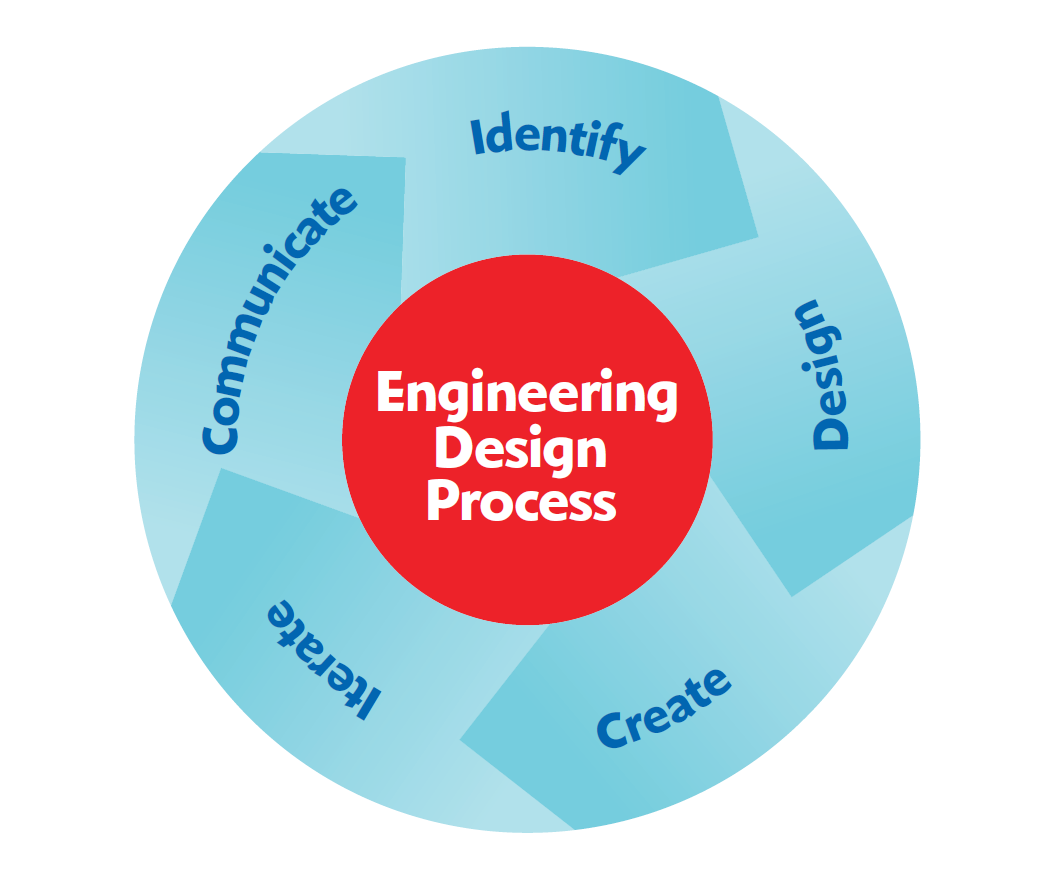 Identify
Design
Create
Iterate
Communicate
Engineering
Design
Process